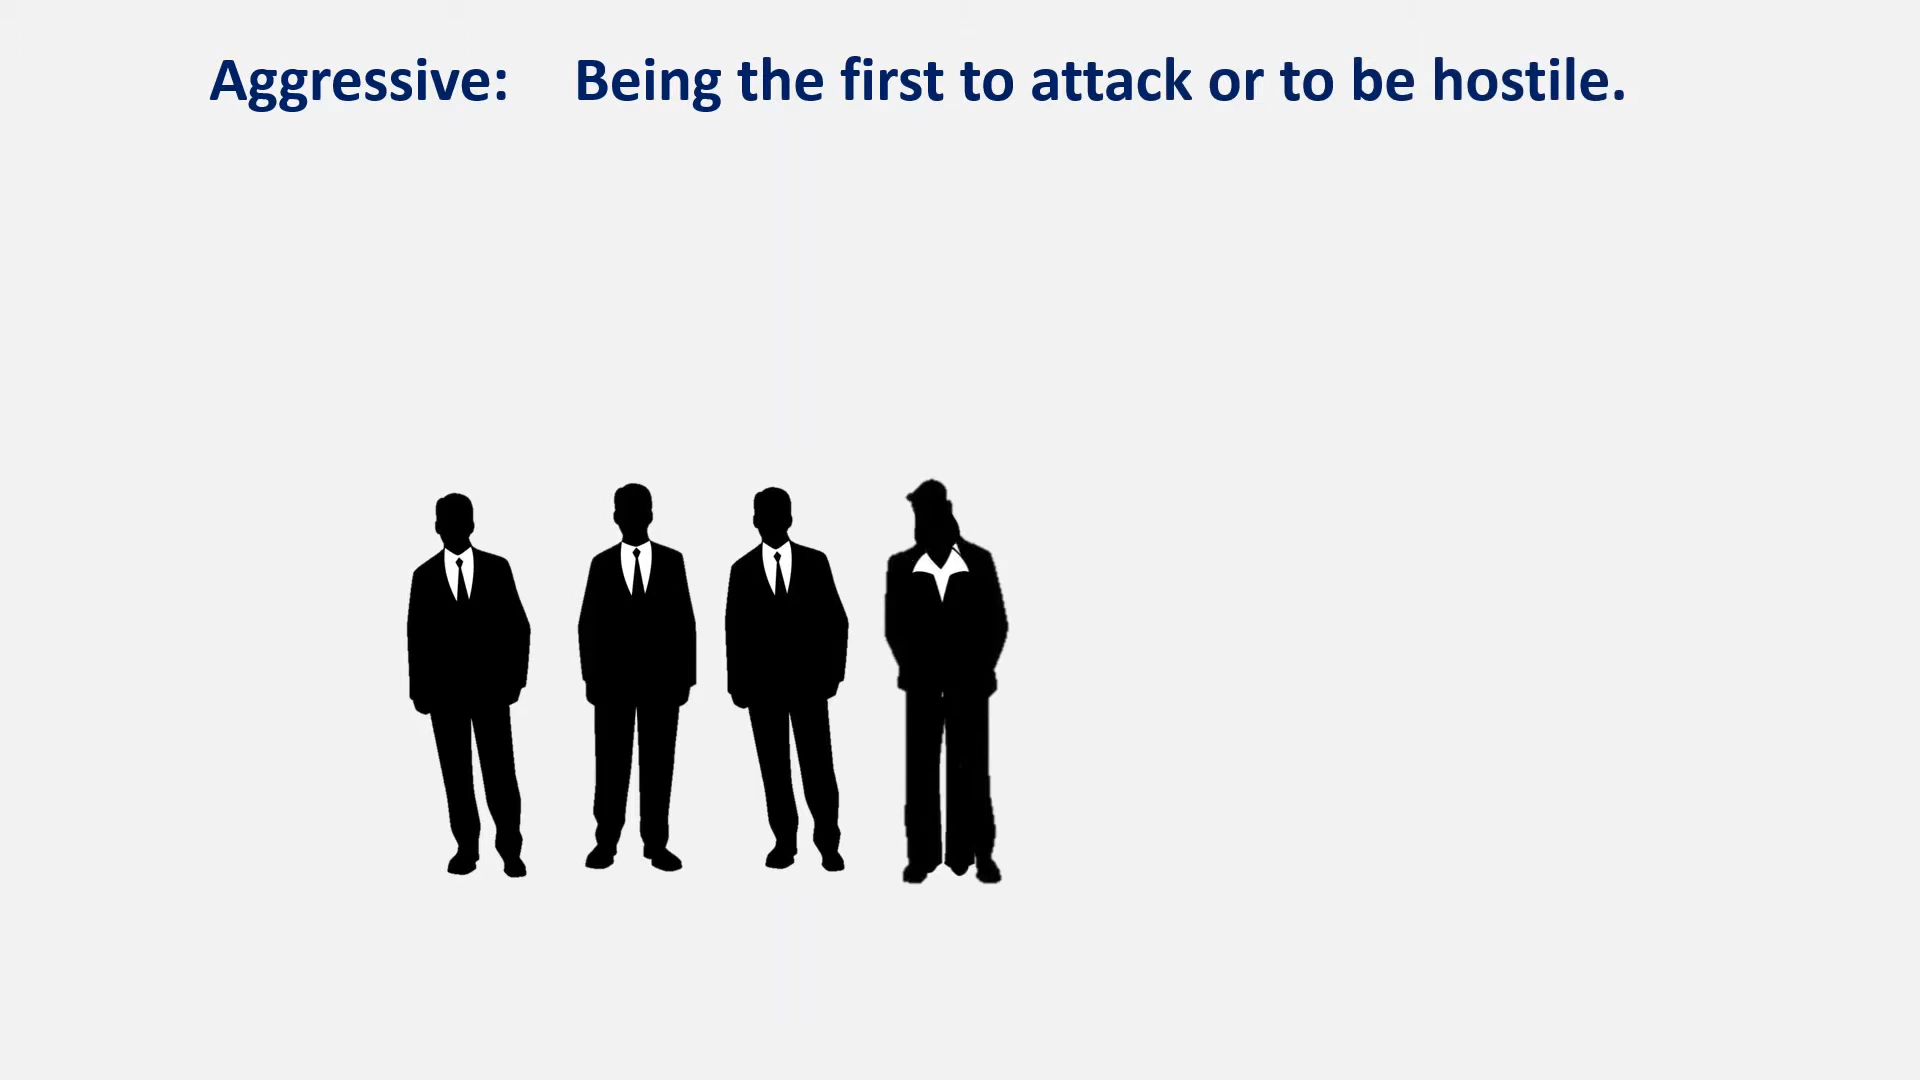 Aggressive: Being the first to attack or to be hostile.